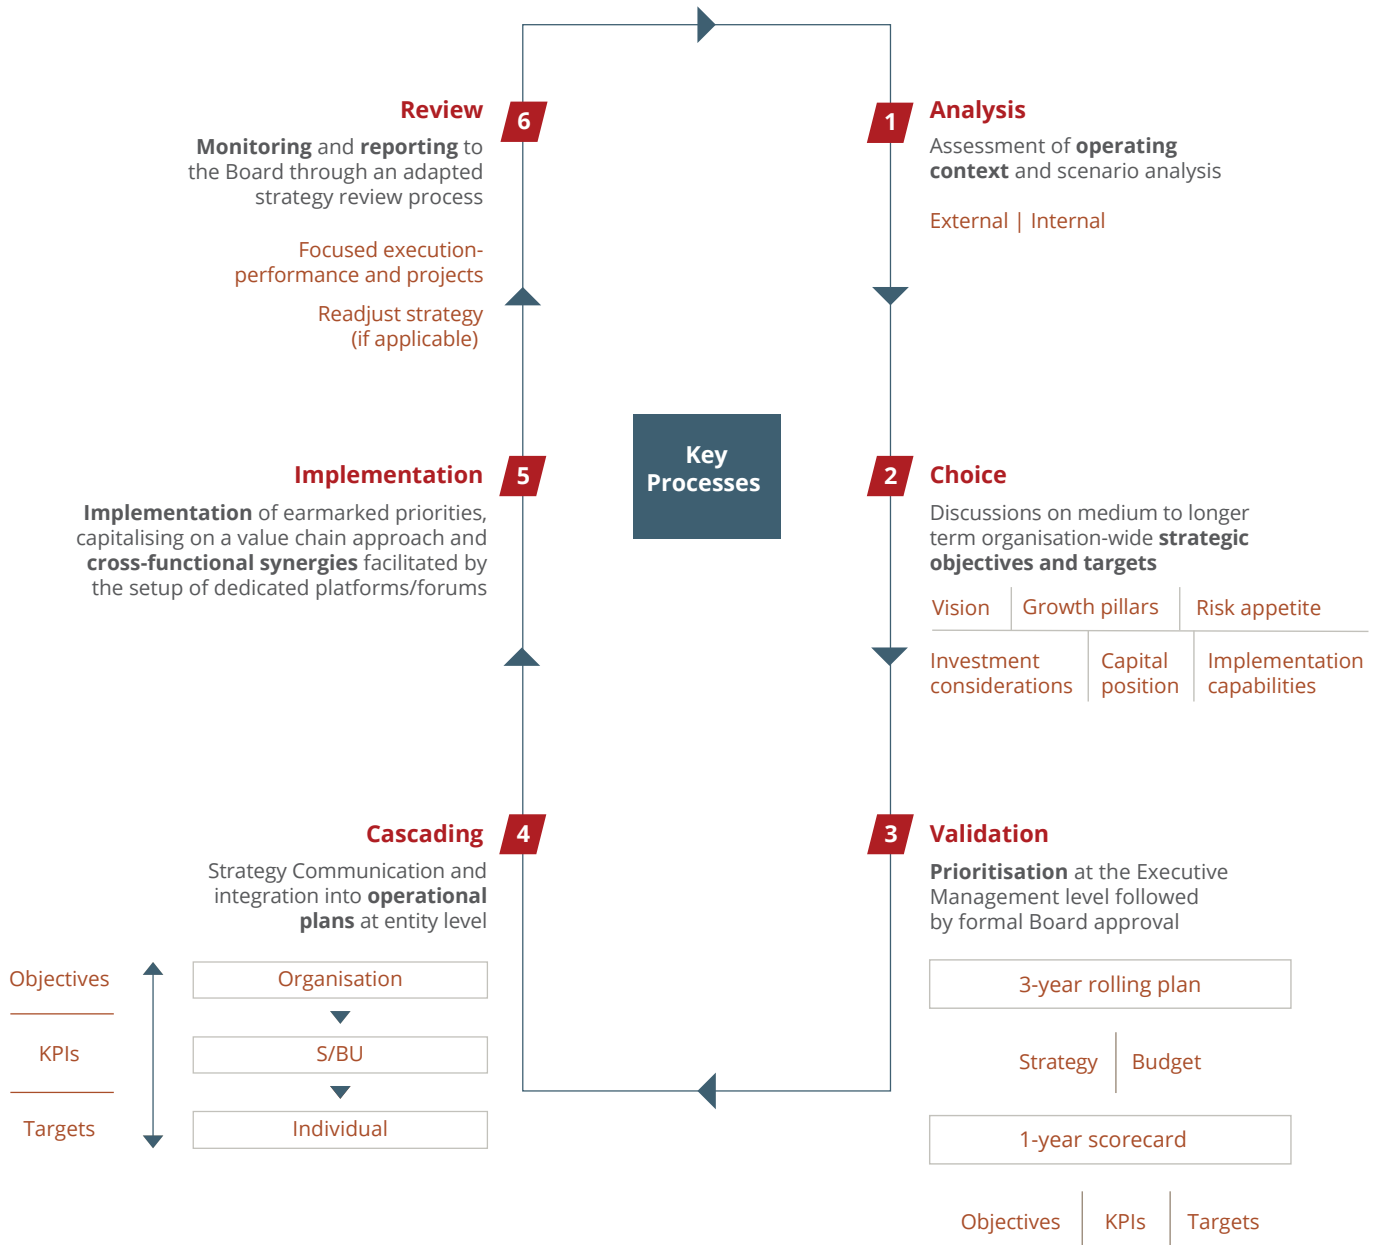 Key
Processes
1
Analysis
Assessment of operating
context and scenario analysis
External | Internal
2
Choice
Discussions on medium to longer
term organisation-wide strategic
objectives and targets
Vision
Growth pillars
Risk appetite
Investment
considerations
Capital
position
Implementation
capabilities
3
Validation
Prioritisation at the Executive
Management level followed
by formal Board approval
3-year rolling plan
Strategy
Budget
1-year scorecard
Objectives
KPIs
Targets
4
Cascading
Strategy Communication and
integration into operational
plans at entity level
Objectives
KPIs
Targets
Organisation
S/BU
Individual
5
Implementation
Implementation of earmarked priorities,
capitalising on a value chain approach and
cross-functional synergies facilitated by
the setup of dedicated platforms/forums
6
Review
Monitoring and reporting to
the Board through an adapted
strategy review process
Focused execution-
performance and projects
Readjust strategy
(if applicable)